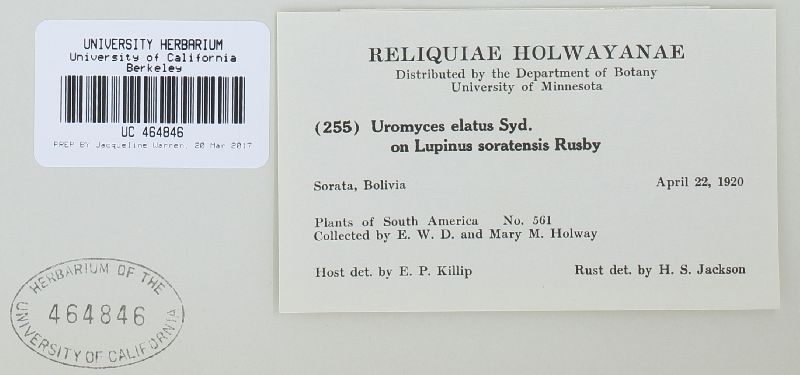 UNIVERSITY HERBARIUM
University of California
Berkeley
UC 464846
PREP BY Jacqueline Warren, 20 Mar 2017
HERBARIUM OF THE
464846
UNIVERSITY OF CALIFORNIA
RELIQUIAE HOLWAYANAE
Distributed by the Department of Botany
University of Minnesota
(255) Uromyces elatus Syd.
on Lupinus soratensis Rusby
Sorata, Bolivia April 22, 1920
Plants of South America No. 561
Collected by E. W. D. and Mary M. Holway
Host det. by E. P. Killip Rust det. by H. S. Jackson